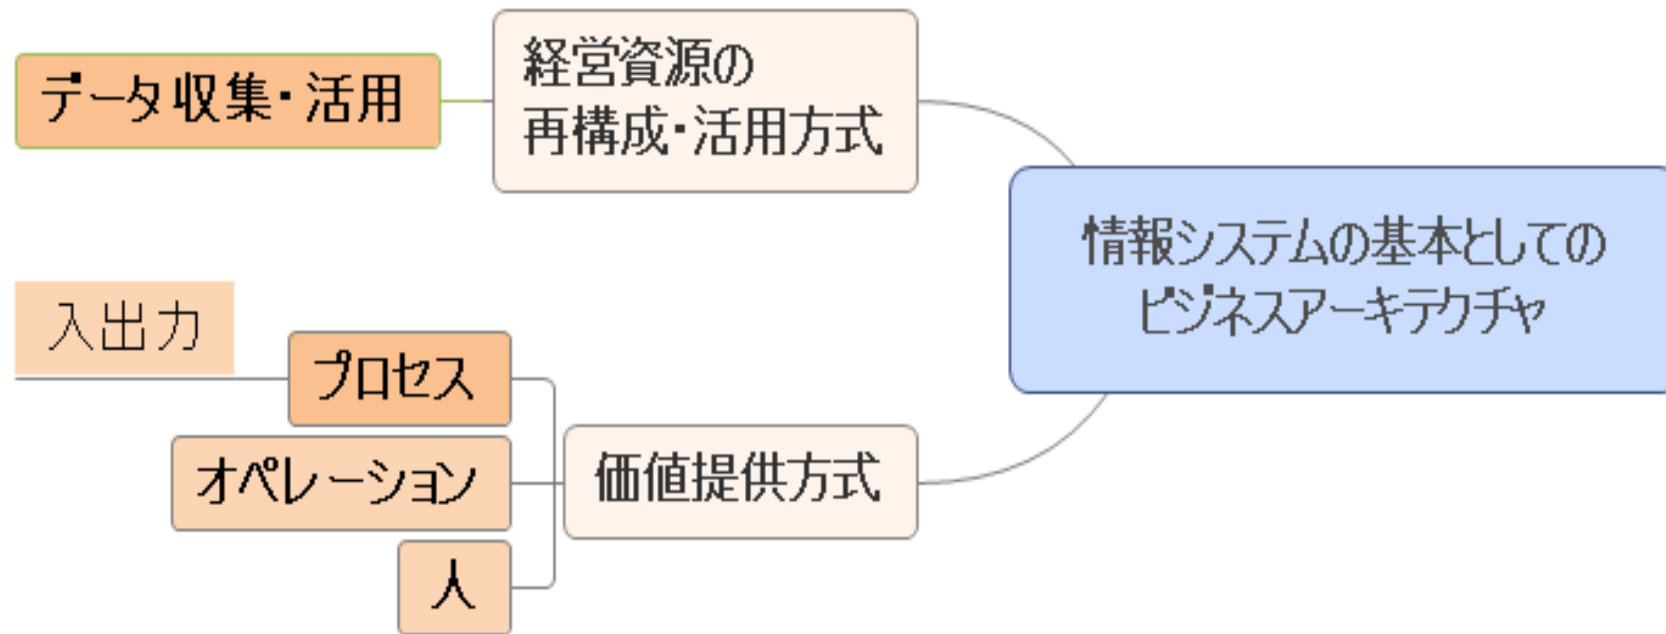 データ収集・活用
経営資源の
再構成・活用方式
情報システムの基本としての
ビジネスアーキテクチャ
入出力
プロセス
オペレーション
価値提供方式
人